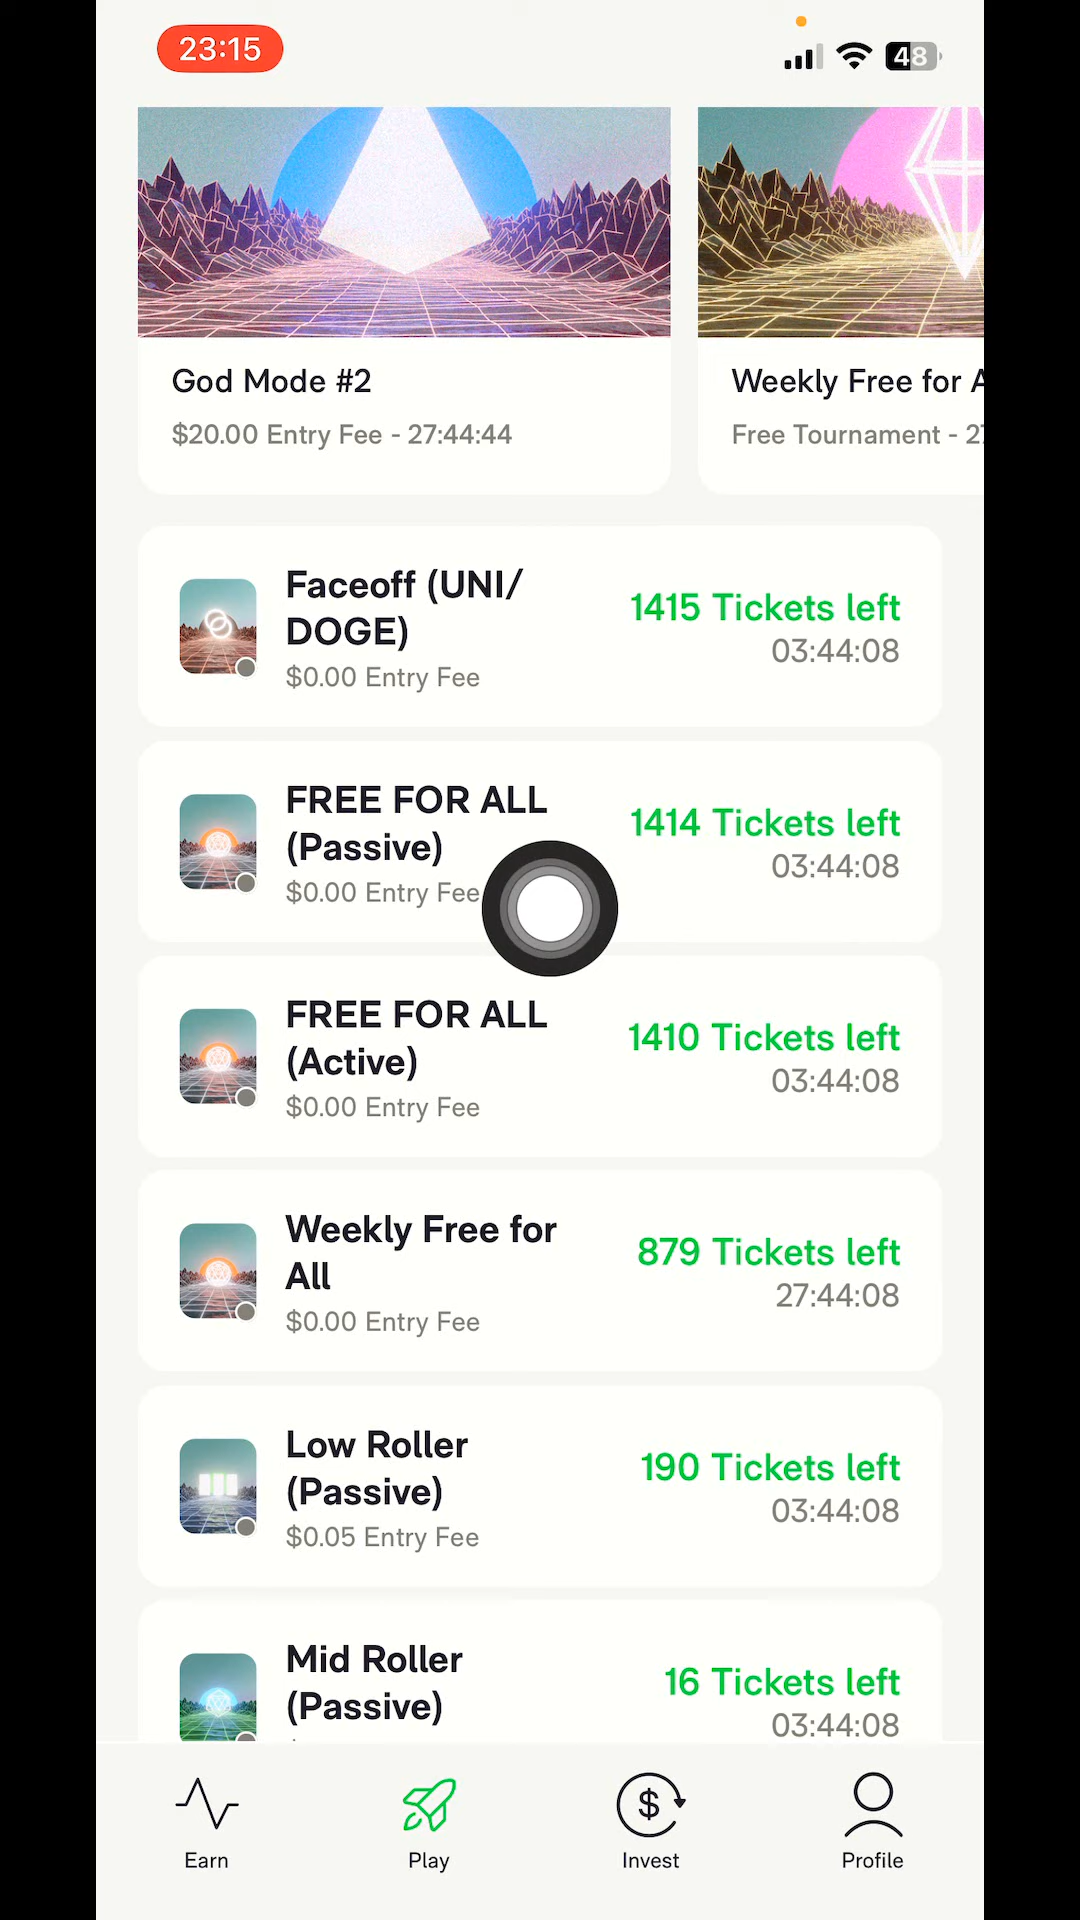 23:15
48
God Mode #2
$20.00 Entry Fee - 27:44:44
Weekly Free for A
Free Tournament - 2
Faceoff (UNI/
DOGE)
$0.00 Entry Fee
1415 Tickets left
03:44:08
FREE FOR ALL
(Passive)
$0.00 Entry Fee
1414 Tickets left
03:44:08
FREE FOR ALL
(Active)
$0.00 Entry Fee
1410 Tickets left
03:44:08
Weekly Free for
All
$0.00 Entry Fee
879 Tickets left
27:44:08
Low Roller
(Passive)
$0.05 Entry Fee
190 Tickets left
03:44:08
Mid Roller
(Passive)
16 Tickets left
03:44:08
Earn
Play
Invest
Profile